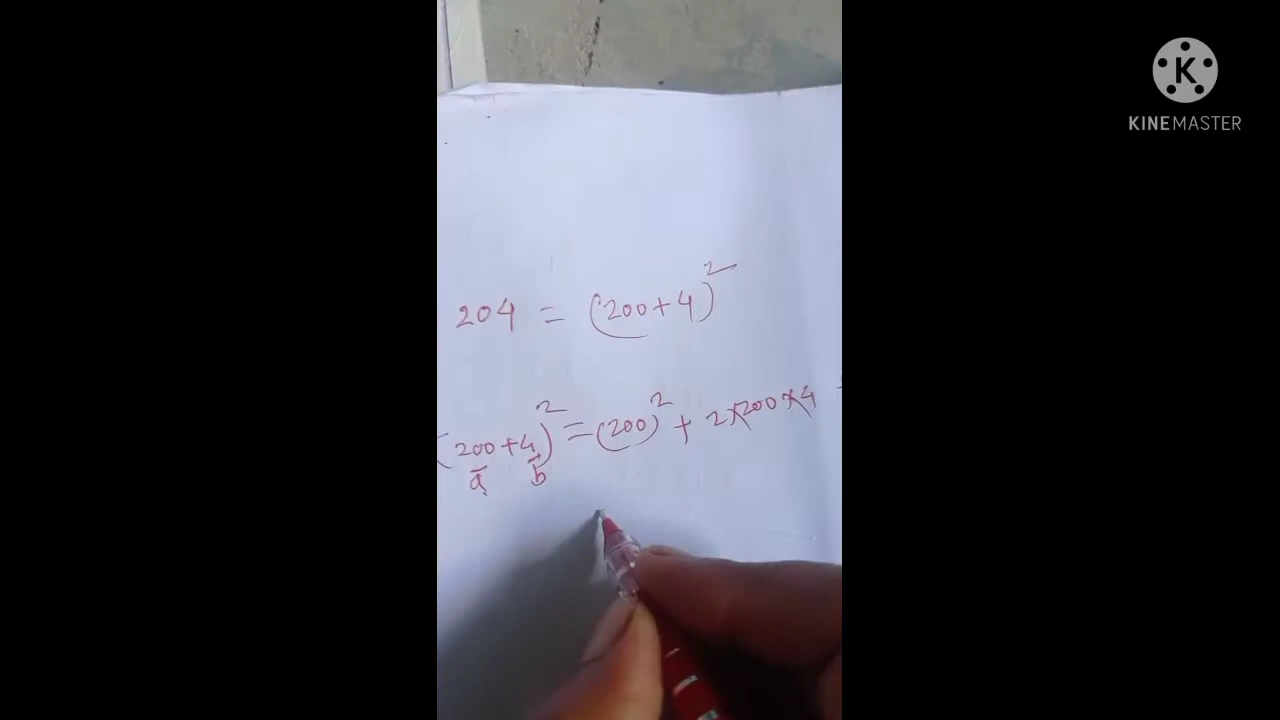 KINEMASTER
204 = (200+4)²
(200+4)² = (200)² + 2×200×4
a b